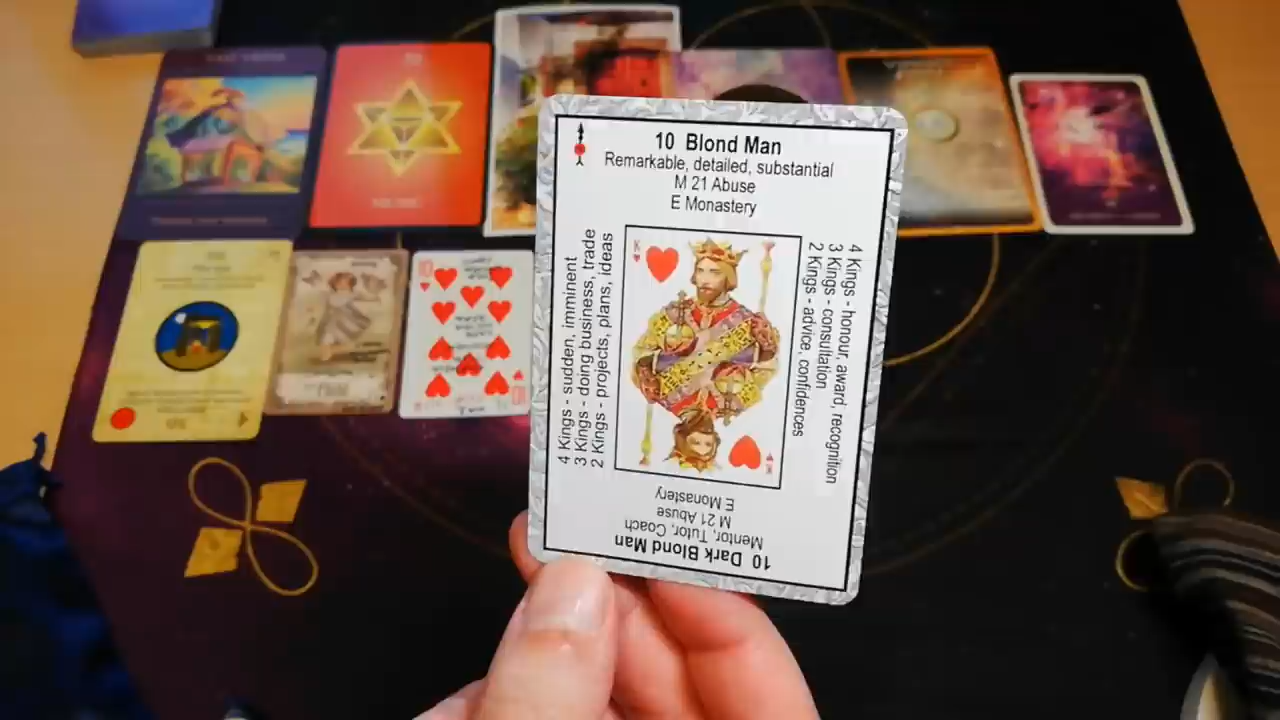 10 Blond Man
Remarkable, detailed, substantial
M 21 Abuse
E Monastery
4 Kings - sudden, imminent
3 Kings - doing business, trade
2 Kings - projects, plans, ideas
K
4 Kings - honour, award, recognition
3 Kings - consultation
2 Kings - advice, confidences
K
10 Dark Blond Man
Mentor, Tutor, Coach
M 21 Abuse
E Monastery
10
10